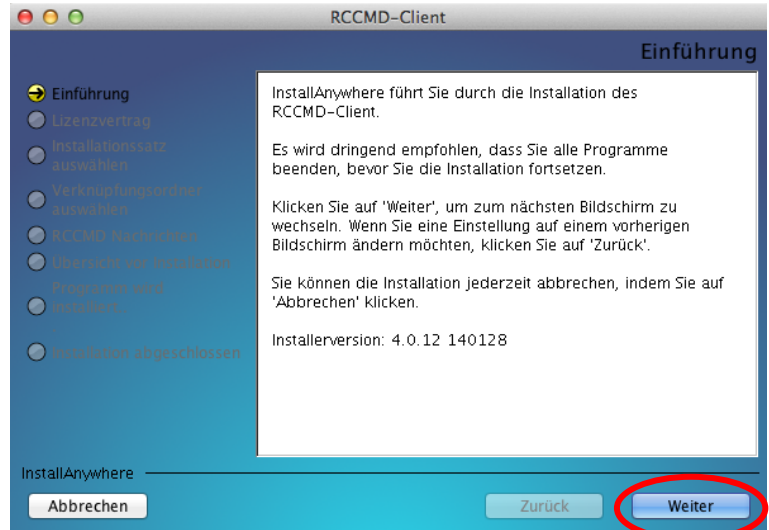 RCCMD-Client
Einführung
Einführung
Lizenzvertrag
Installationssatz
auswählen
Verknüpfungsordner
auswählen
RCCMD Nachrichten
Übersicht vor Installation
Programm wird
installiert...
Installation abgeschlossen
InstallAnywhere führt Sie durch die Installation des
RCCMD-Client.
Es wird dringend empfohlen, dass Sie alle Programme
beenden, bevor Sie die Installation fortsetzen.
Klicken Sie auf 'Weiter', um zum nächsten Bildschirm zu
wechseln. Wenn Sie eine Einstellung auf einem vorherigen
Bildschirm ändern möchten, klicken Sie auf 'Zurück'.
Sie können die Installation jederzeit abbrechen, indem Sie auf
'Abbrechen' klicken.
Installerversion: 4.0.12 140128
InstallAnywhere
Abbrechen
Zurück
Weiter